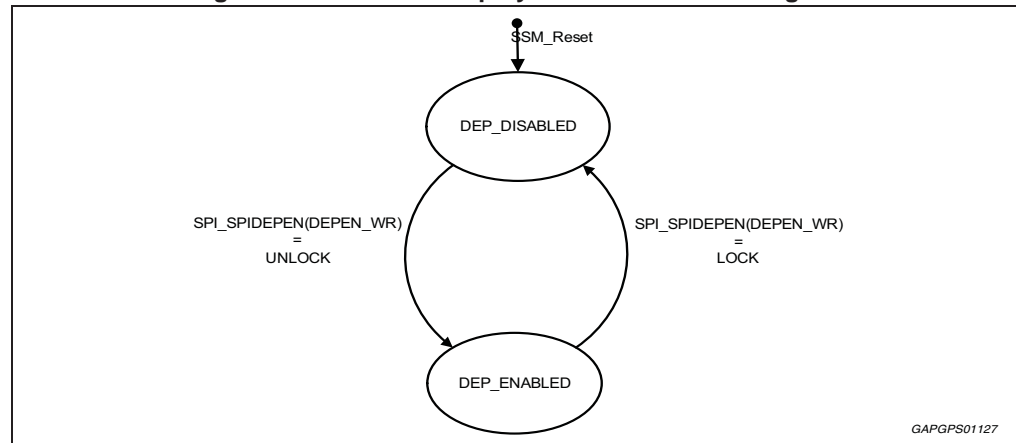 SSM_Reset
DEP_DISABLED
SPI_SPIDEPEN(DEPEN_WR)
=
UNLOCK
SPI_SPIDEPEN(DEPEN_WR)
=
LOCK
DEP_ENABLED
GAPGPS01127